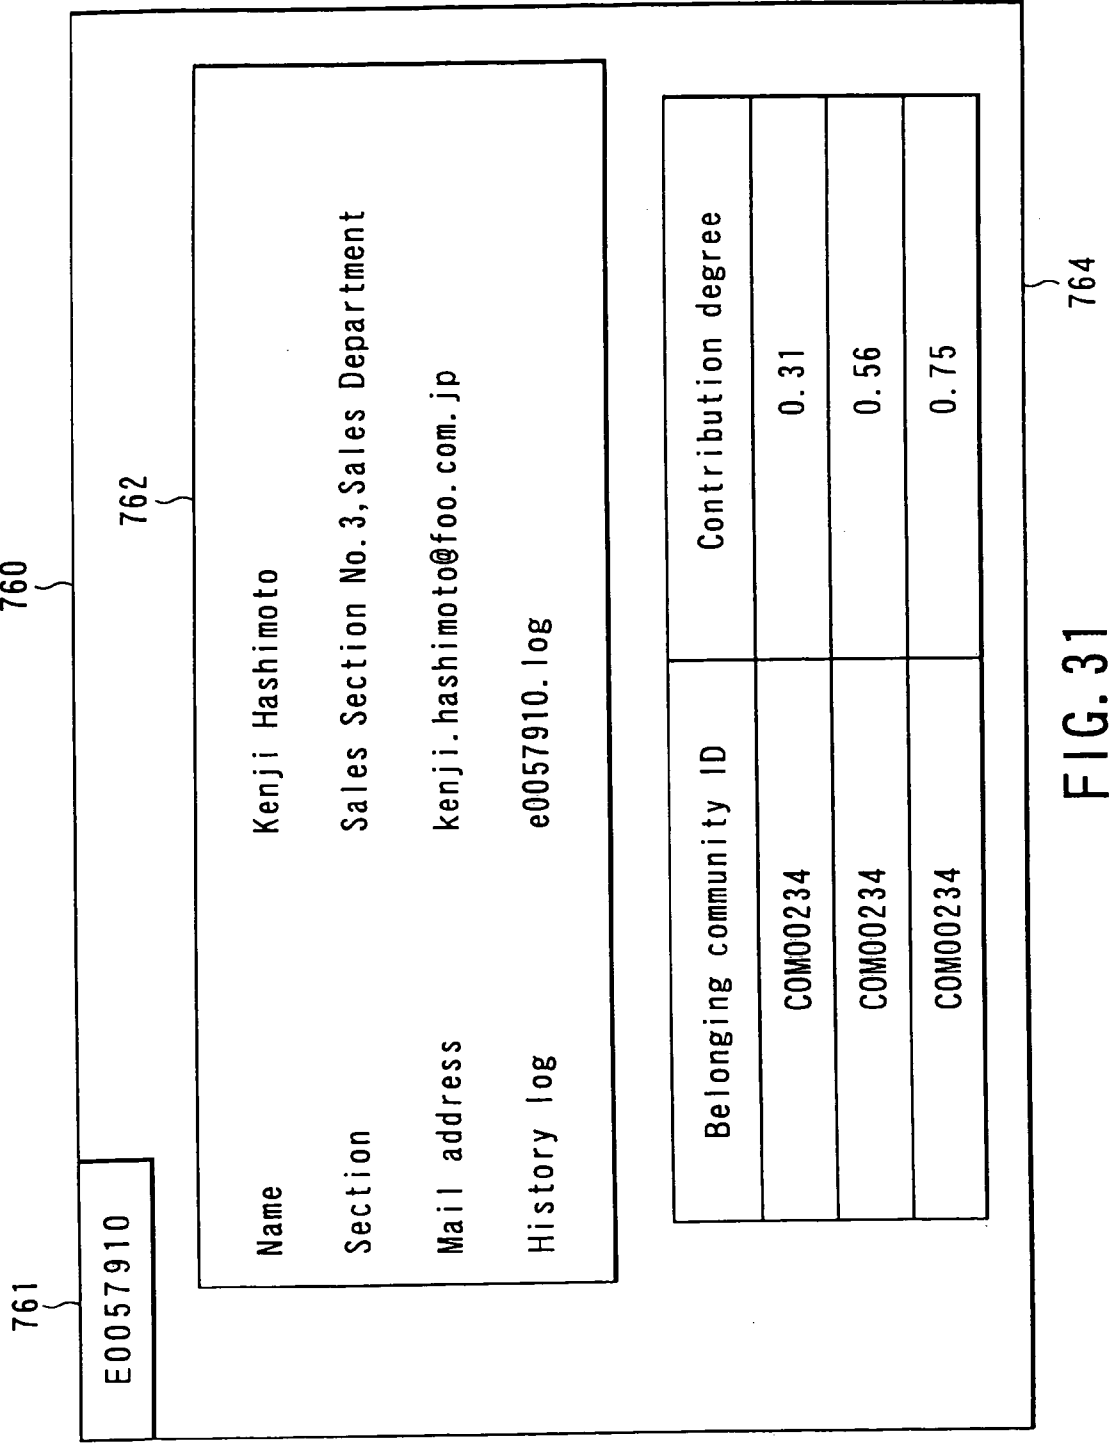 760
761
E0057910
762
Name Kenji Hashimoto
Section Sales Section No.3,Sales Department
Mail address kenji.hashimoto@foo.com.jp
History log e0057910.log
Belonging community ID Contribution degree
COM00234 0.31
COM00234 0.56
COM00234 0.75
764
FIG. 31